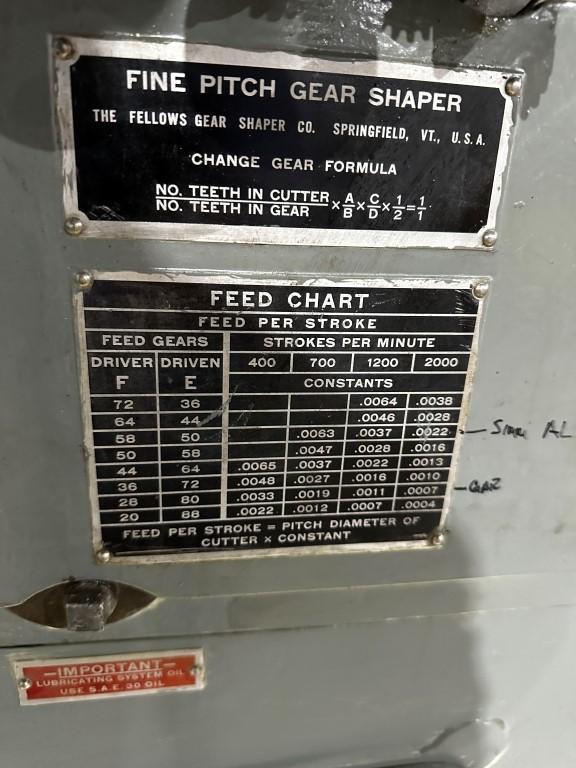 FINE PITCH GEAR SHAPER
THE FELLOWS GEAR SHAPER CO. SPRINGFIELD, VT., U.S.A.
CHANGE GEAR FORMULA
NO. TEETH IN CUTTER / NO. TEETH IN GEAR × A/B × C/D × 1/2 = 1/1
FEED CHART
FEED PER STROKE
FEED GEARS STROKES PER MINUTE
DRIVER DRIVEN 400 700 1200 2000
F E CONSTANTS
72 36 .0064 .0038
64 44 .0046 .0028
58 50 .0063 .0037 .0022
50 58 .0047 .0028 .0016
44 64 .0065 .0037 .0022 .0013
36 72 .0048 .0027 .0016 .0010
28 80 .0033 .0019 .0011 .0007
20 88 .0022 .0012 .0007 .0004
FEED PER STROKE = PITCH DIAMETER OF
CUTTER × CONSTANT
AL
—IMPORTANT—
LUBRICATING SYSTEM OIL
USE S.A.E. 30 OIL